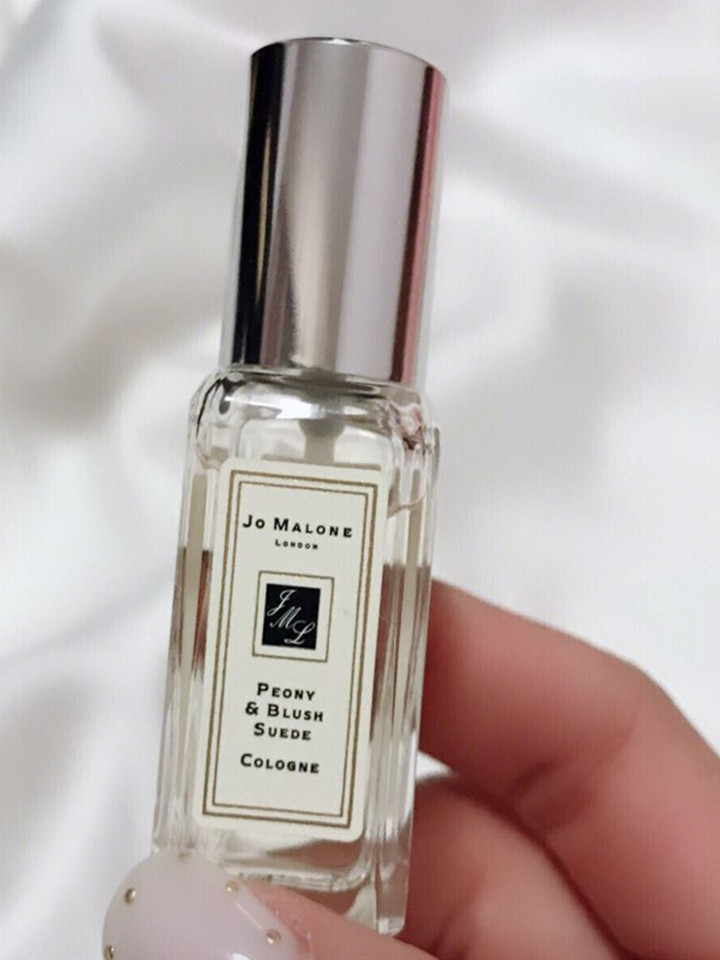 JO MALONE
LONDON
JML
PEONY
& BLUSH
SUEDE
COLOGNE